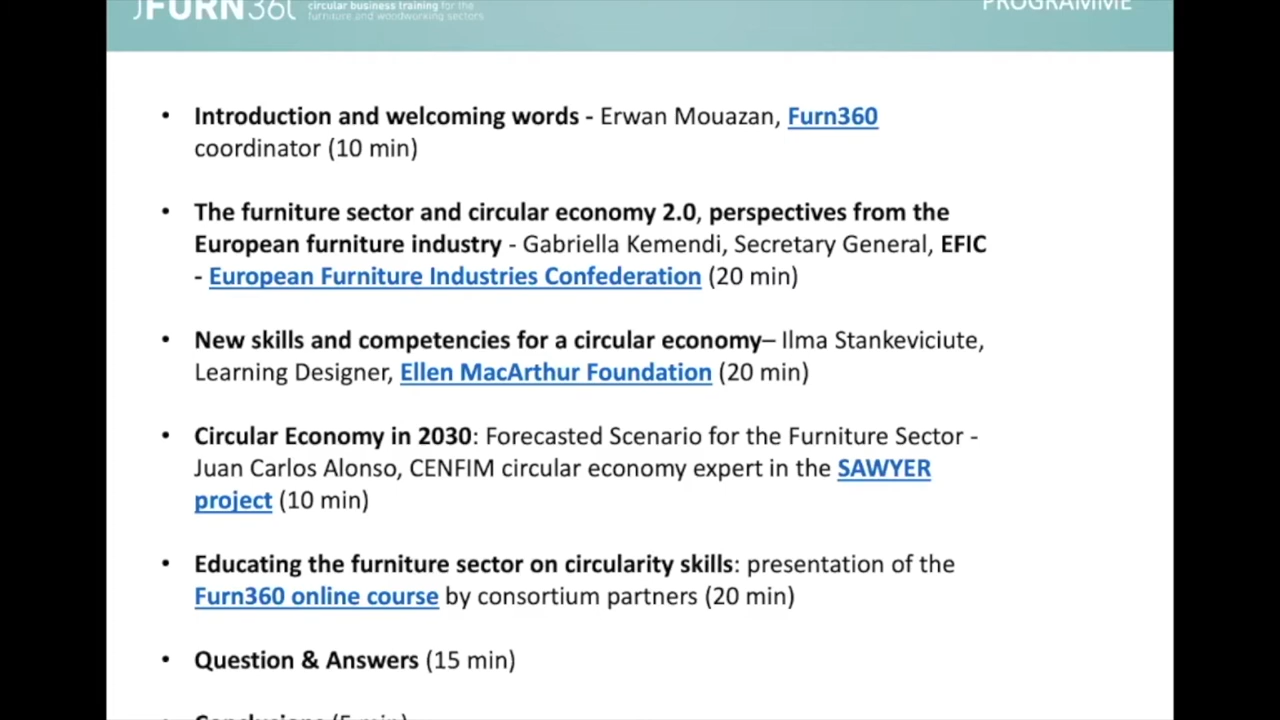 FURN360 circular business training for the
furniture and woodworking sectors
PROGRAMME
• Introduction and welcoming words - Erwan Mouazan, Furn360
coordinator (10 min)
• The furniture sector and circular economy 2.0, perspectives from the
European furniture industry - Gabriella Kemendi, Secretary General, EFIC
- European Furniture Industries Confederation (20 min)
• New skills and competencies for a circular economy– Ilma Stankeviciute,
Learning Designer, Ellen MacArthur Foundation (20 min)
• Circular Economy in 2030: Forecasted Scenario for the Furniture Sector -
Juan Carlos Alonso, CENFIM circular economy expert in the SAWYER
project (10 min)
• Educating the furniture sector on circularity skills: presentation of the
Furn360 online course by consortium partners (20 min)
• Question & Answers (15 min)
• Conclusions (5 min)